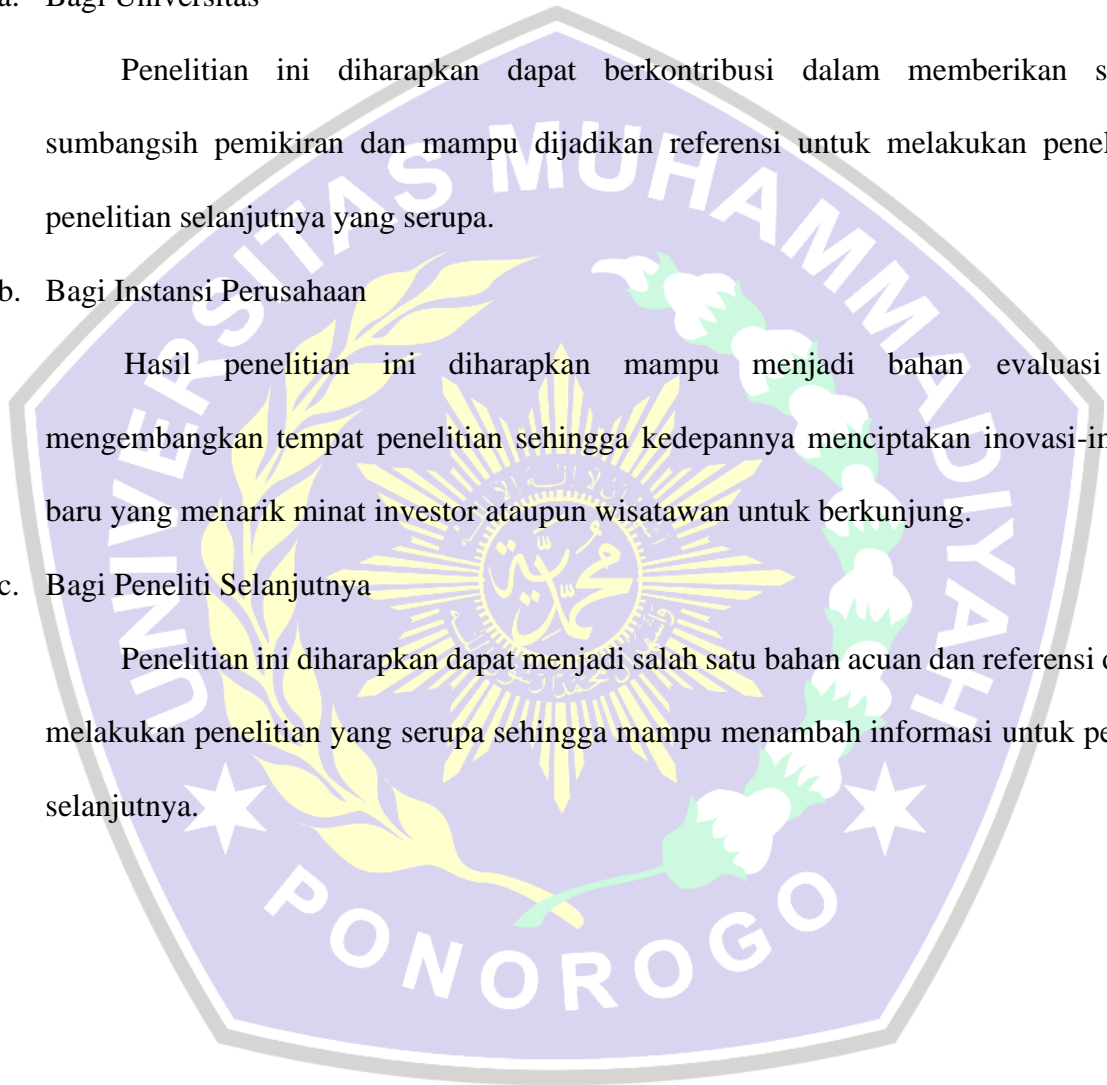 a. Bagi Universitas
Penelitian ini diharapkan dapat berkontribusi dalam memberikan
sumbangsih pemikiran dan mampu dijadikan referensi untuk melakukan
penelitian selanjutnya yang serupa.
b. Bagi Instansi Perusahaan
Hasil penelitian ini diharapkan mampu menjadi bahan evaluasi
mengembangkan tempat penelitian sehingga kedepannya menciptakan
baru yang menarik minat investor ataupun wisatawan untuk berkunjung.
c. Bagi Peneliti Selanjutnya
Penelitian ini diharapkan dapat menjadi salah satu bahan acuan dan referensi
melakukan penelitian yang serupa sehingga mampu menambah informasi untuk
selanjutnya.
UNIVERSITAS MUHAMMADIYAH
PONOROGO